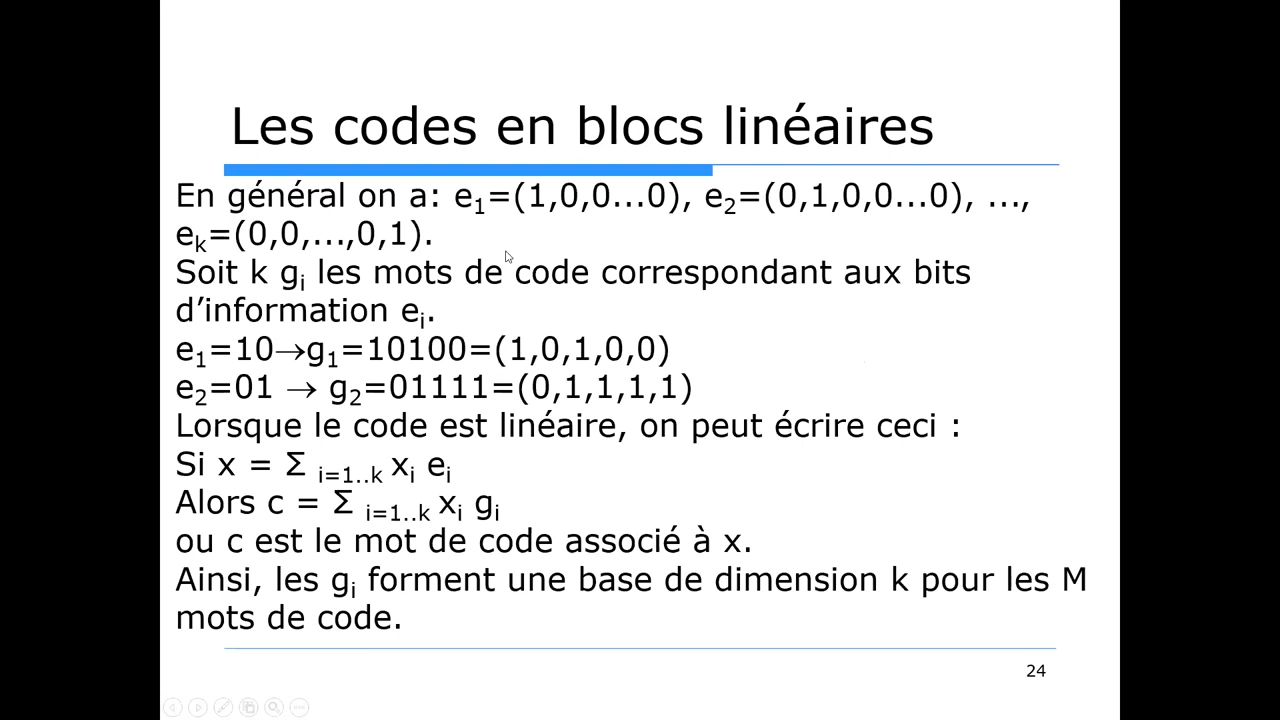 Les codes en blocs linéaires
En général on a: e1=(1,0,0...0), e2=(0,1,0,0...0), ...,
ek=(0,0,...,0,1).
Soit k gi les mots de code correspondant aux bits
d’information ei.
e1=10→g1=10100=(1,0,1,0,0)
e2=01 → g2=01111=(0,1,1,1,1)
Lorsque le code est linéaire, on peut écrire ceci :
Si x = Σ i=1..k xi ei
Alors c = Σ i=1..k xi gi
ou c est le mot de code associé à x.
Ainsi, les gi forment une base de dimension k pour les M
mots de code.
24